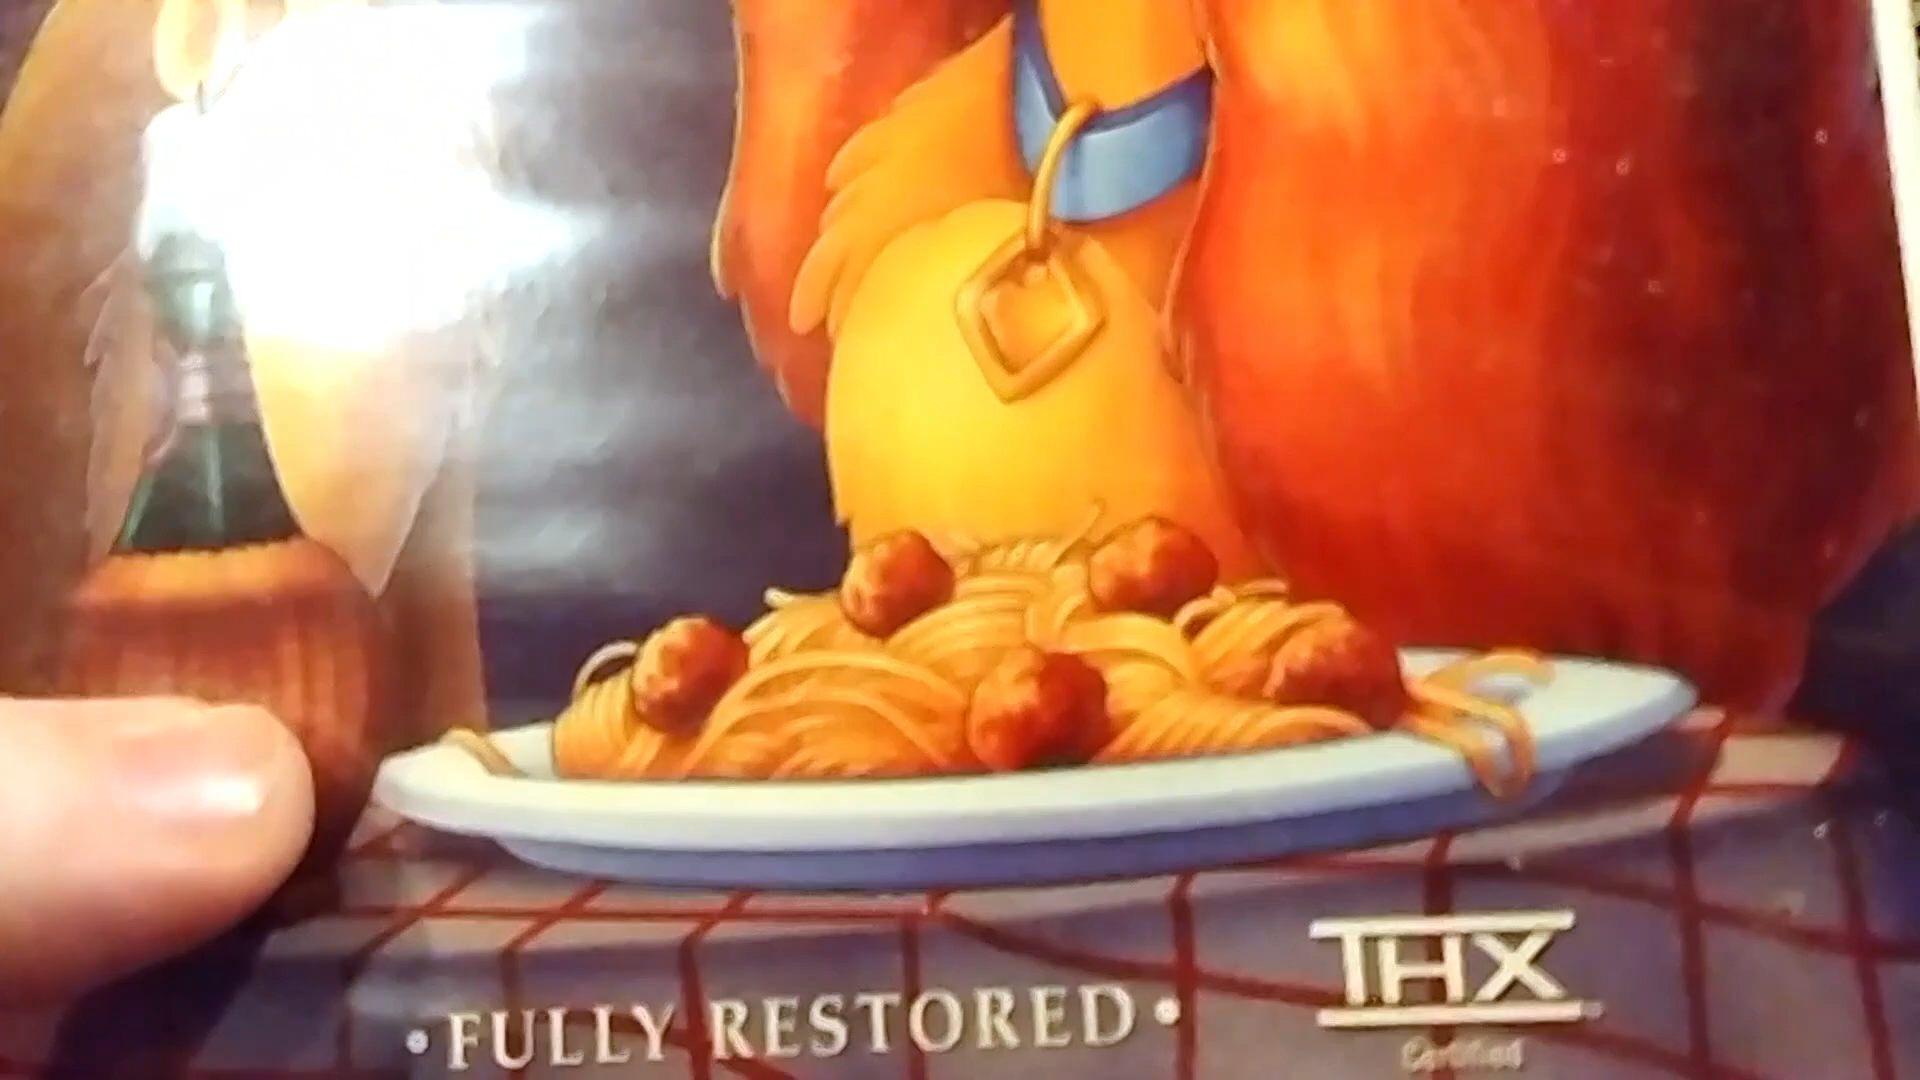 • FULLY RESTORED •
THX
Certified